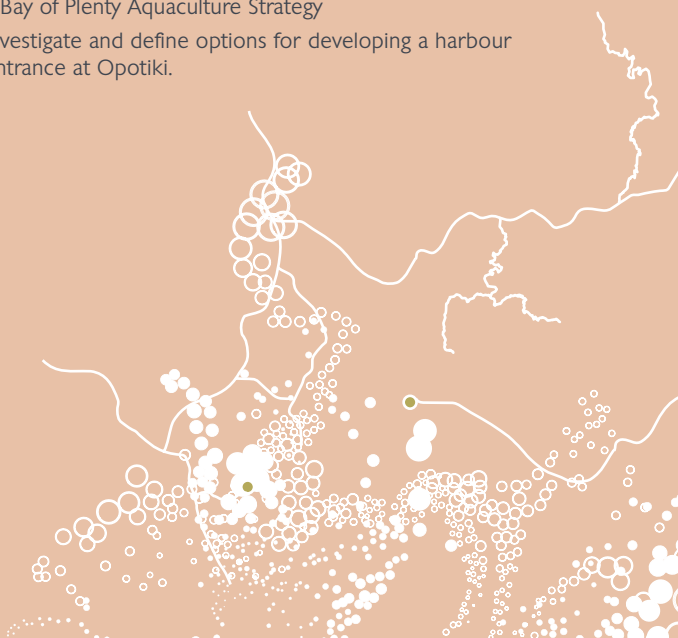 Bay of Plenty Aquaculture Strategy
vestigate and define options for developing a harbour
ntrance at Opotiki.